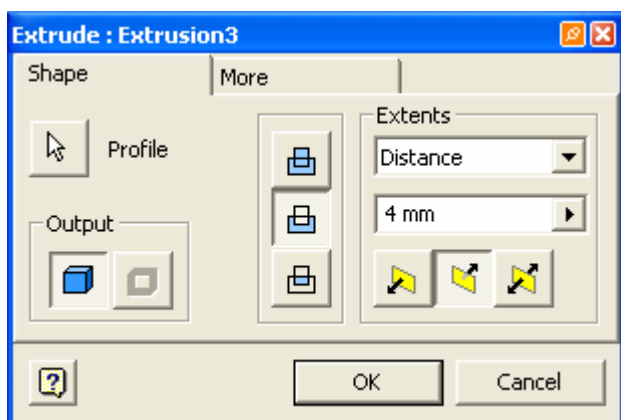 Extrude : Extrusion3
Shape
More
Profile
Extents
Distance
4 mm
Output
?
OK
Cancel